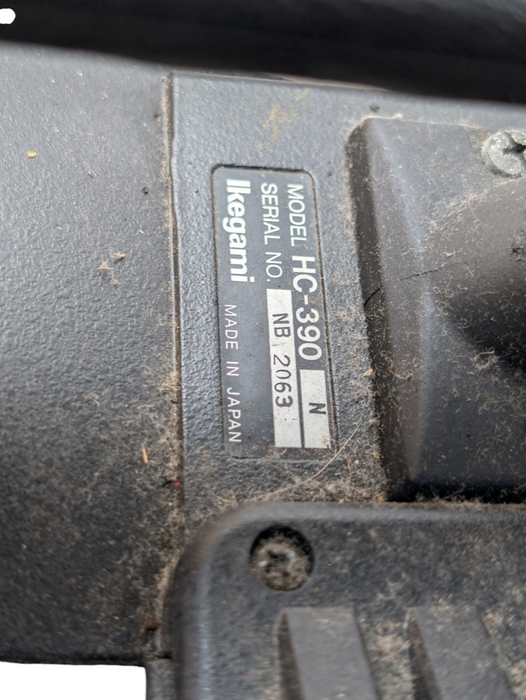 MODEL HC-390 N
SERIAL NO. NB 2063
Ikegami MADE IN JAPAN